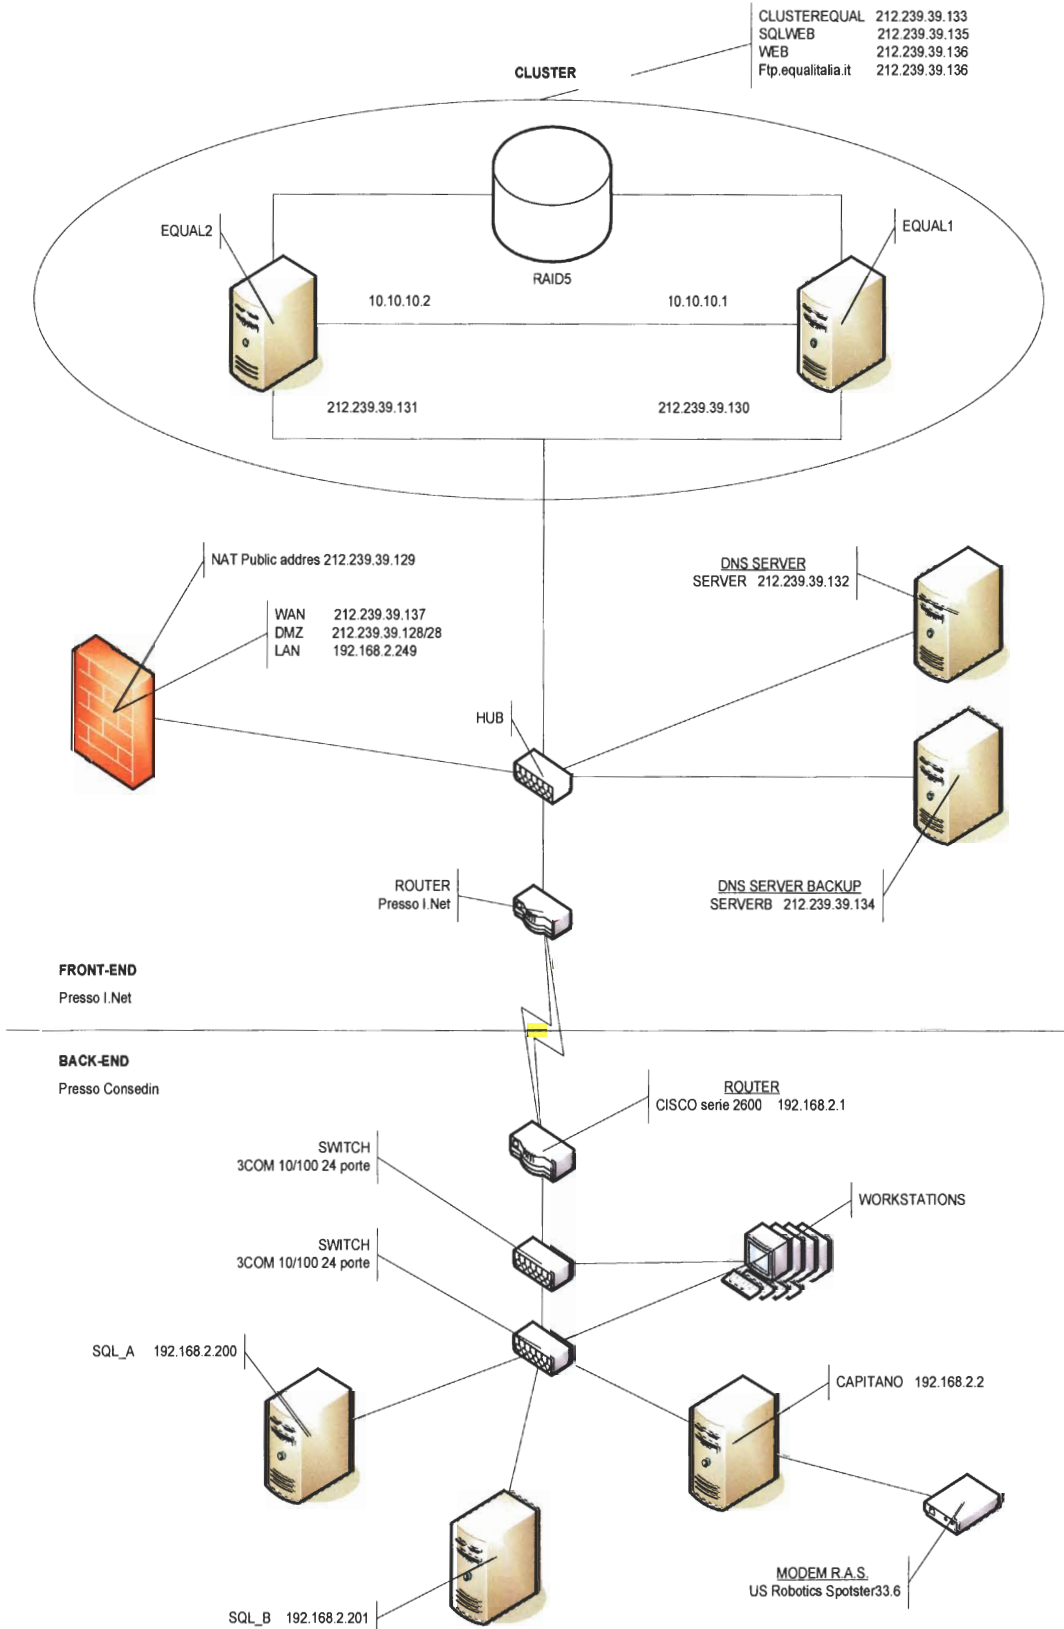 CLUSTEREQUAL 212.239.39.133
SQLWEB 212.239.39.135
WEB 212.239.39.136
Ftp.equalitalia.it 212.239.39.136
CLUSTER
EQUAL2
EQUAL1
RAID5
10.10.10.2
10.10.10.1
212.239.39.131
212.239.39.130
NAT Public addres 212.239.39.129
WAN 212.239.39.137
DMZ 212.239.39.128/28
LAN 192.168.2.249
DNS SERVER
SERVER 212.239.39.132
HUB
ROUTER
Presso I.Net
DNS SERVER BACKUP
SERVERB 212.239.39.134
FRONT-END
Presso I.Net
BACK-END
Presso Consedin
ROUTER
CISCO serie 2600 192.168.2.1
SWITCH
3COM 10/100 24 porte
WORKSTATIONS
SWITCH
3COM 10/100 24 porte
SQL_A 192.168.2.200
CAPITANO 192.168.2.2
MODEM R.A.S.
US Robotics Spotster33.6
SQL_B 192.168.2.201